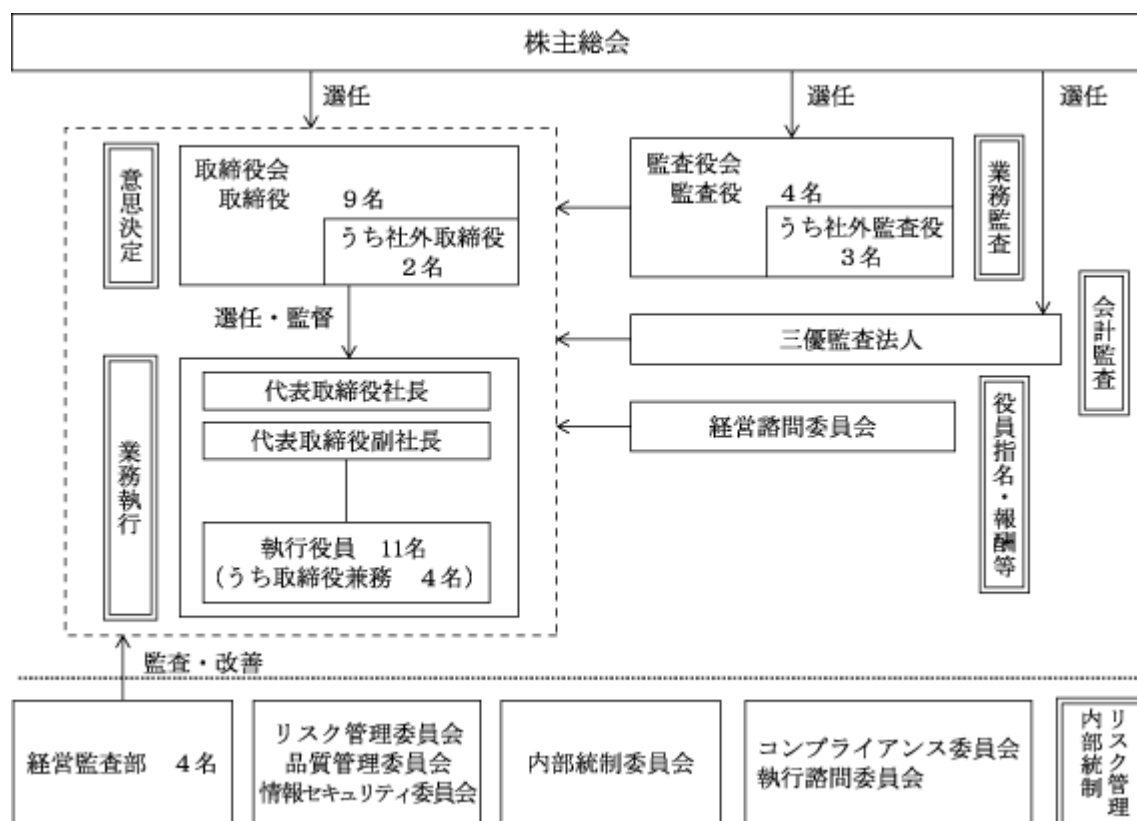 株主総会
選任
選任
選任
意思決定
取締役会
取締役 9名
うち社外取締役
2名
監査役会
監査役 4名
うち社外監査役
3名
業務監査
選任・監督
三優監査法人
会計監査
業務執行
代表取締役社長
代表取締役副社長
執行役員 11名
(うち取締役兼務 4名)
経営諮問委員会
役員指名・報酬等
監査・改善
経営監査部 4名
リスク管理委員会
品質管理委員会
情報セキュリティ委員会
内部統制委員会
コンプライアンス委員会
執行諮問委員会
リスク管理
内部統制